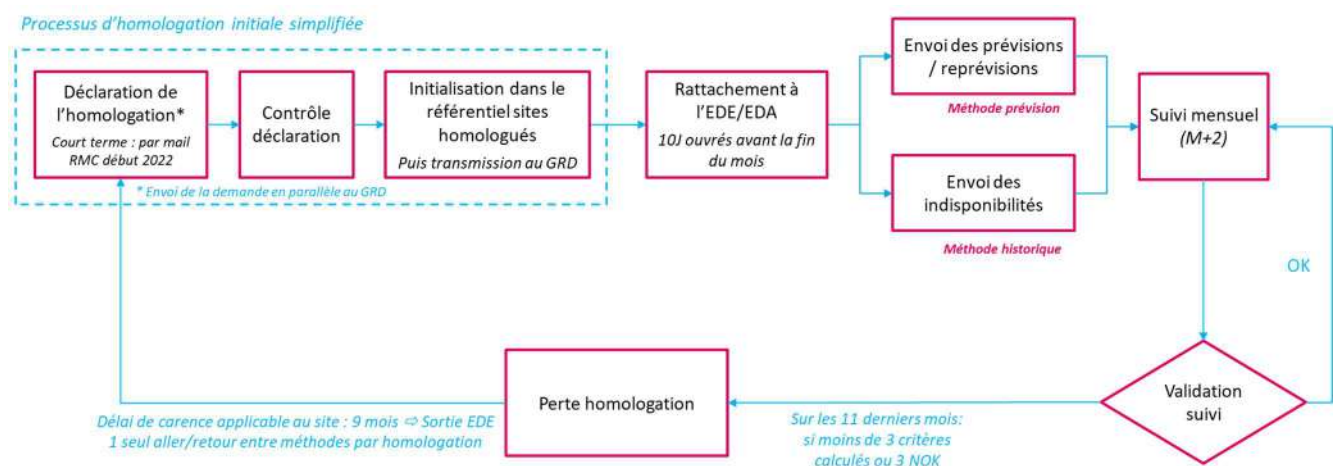 Processus d'homologation initiale simplifiée
Déclaration de
l'homologation*
Court terme : par mail
RMC début 2022
Contrôle
déclaration
Initialisation dans le
référentiel sites
homologués
Puis transmission au GRD
* Envoi de la demande en parallèle au GRD
Rattachement à
l'EDE/EDA
10J ouvrés avant la fin
du mois
Envoi des prévisions
/ reprévisions
Méthode prévision
Envoi des
indisponibilités
Méthode historique
Suivi mensuel
(M+2)
OK
Validation
suivi
Sur les 11 derniers mois:
si moins de 3 critères
calculés ou 3 NOK
Perte homologation
Délai de carence applicable au site : 9 mois ⇨ Sortie EDE
1 seul aller/retour entre méthodes par homologation